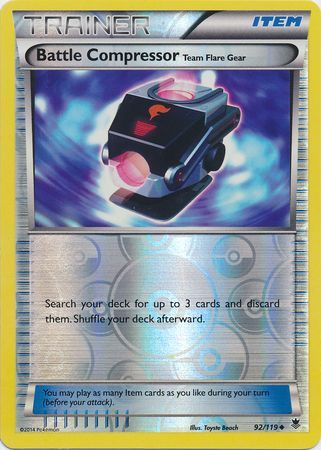 TRAINER ITEM
Battle Compressor Team Flare Gear
Search your deck for up to 3 cards and discard
them. Shuffle your deck afterward.
You may play as many Item cards as you like during your turn
(before your attack).
©2014 Pokémon Illus. Toyste Beach 92/119